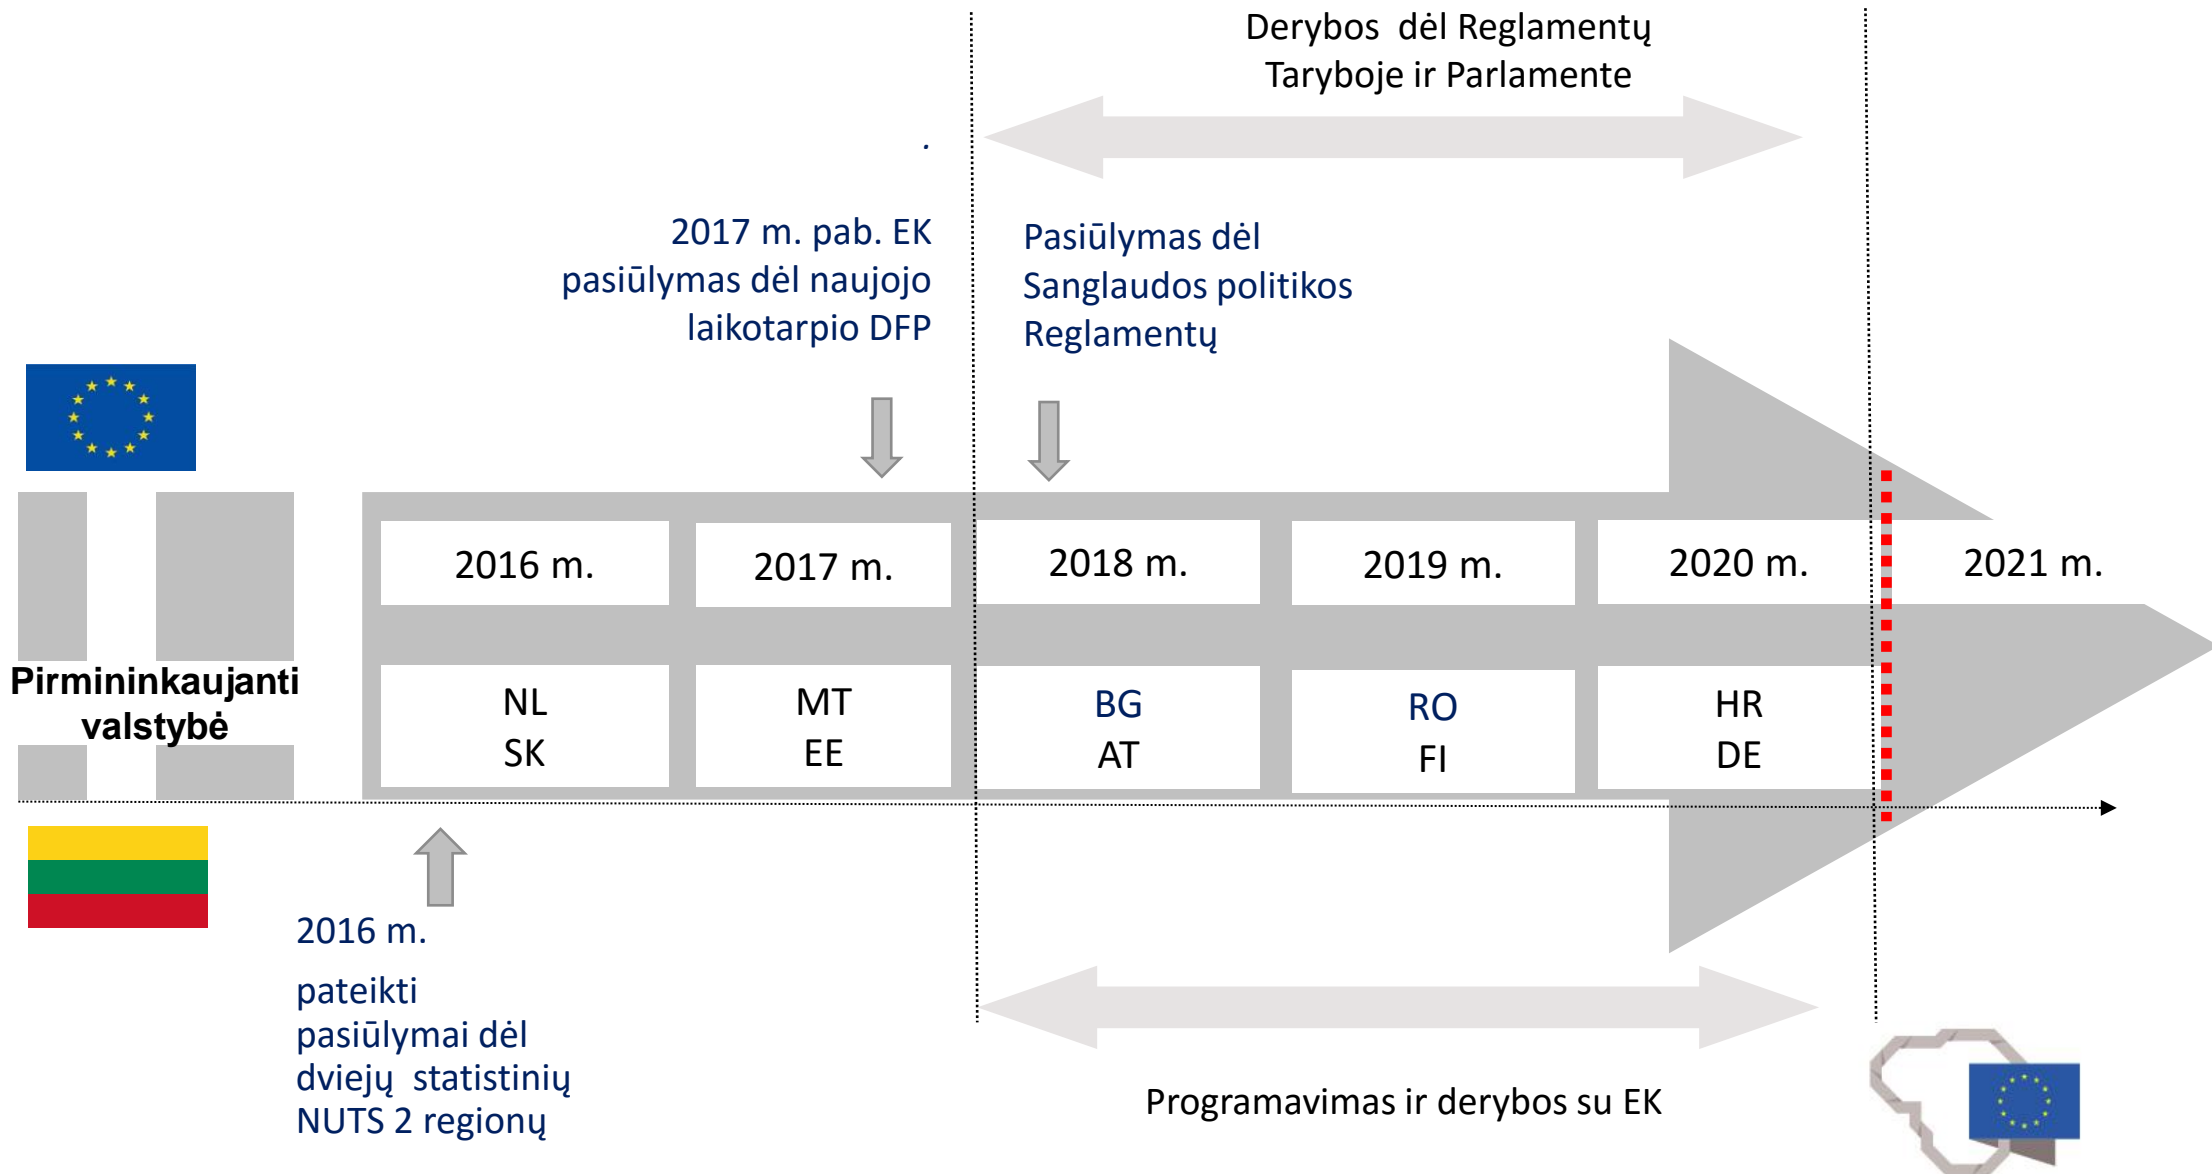 Derybos dėl Reglamentų
Taryboje ir Parlamente
.
2017 m. pab. EK
pasiūlymas dėl naujojo
laikotarpio DFP
Pasiūlymas dėl
Sanglaudos politikos
Reglamentų
2016 m.
2017 m.
2018 m.
2019 m.
2020 m.
2021 m.
Pirmininkaujanti
valstybė
NL
SK
MT
EE
BG
AT
RO
FI
HR
DE
2016 m.
pateikti
pasiūlymai dėl
dviejų statistinių
NUTS 2 regionų
Programavimas ir derybos su EK